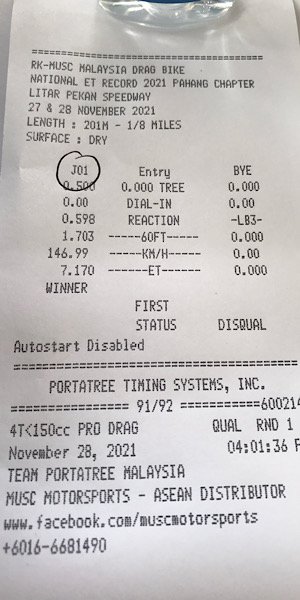 ================================
RK-MUSC MALAYSIA DRAG BIKE
NATIONAL ET RECORD 2021 PAHANG CHAPTER
LITAR PEKAN SPEEDWAY
27 & 28 NOVEMBER 2021
LENGTH : 201M - 1/8 MILES
SURFACE : DRY
J01 Entry BYE
0.500 0.000 TREE 0.000
0.00 DIAL-IN 0.00
0.598 REACTION -LB3-
1.703 ------60FT----- 0.000
146.99 ------KM/H----- 0.00
7.170 ------ET----- 0.000
WINNER
FIRST
STATUS DISQUAL
Autostart Disabled
================================
PORTATREE TIMING SYSTEMS, INC.
============== 91/92 ===========600214
4T<150cc PRO DRAG QUAL RND 1
November 28, 2021 04:01:36 P
TEAM PORTATREE MALAYSIA
MUSC MOTORSPORTS - ASEAN DISTRIBUTOR
www.facebook.com/muscmotorsports
+6016-6681490